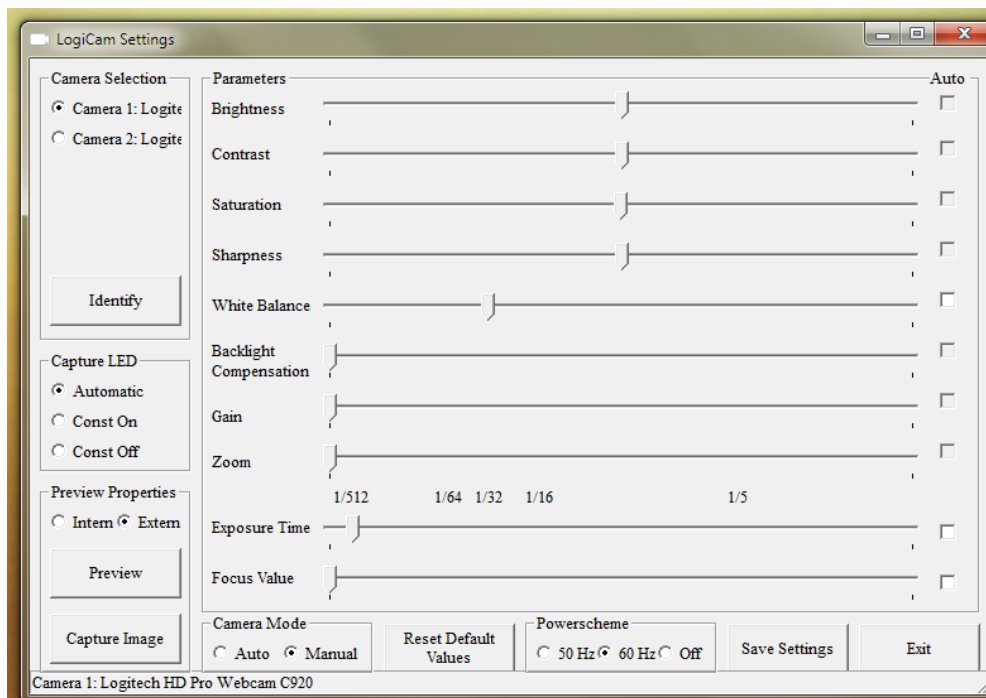 LogiCam Settings
Camera Selection
Camera 1: Logite
Camera 2: Logite
Identify
Capture LED
Automatic
Const On
Const Off
Preview Properties
Intern Extern
Preview
Capture Image
Parameters Auto
Brightness
Contrast
Saturation
Sharpness
White Balance
Backlight
Compensation
Gain
Zoom
1/512 1/64 1/32 1/16 1/5
Exposure Time
Focus Value
Camera Mode
Auto Manual
Reset Default
Values
Powerscheme
50 Hz 60 Hz Off
Save Settings
Exit
Camera 1: Logitech HD Pro Webcam C920